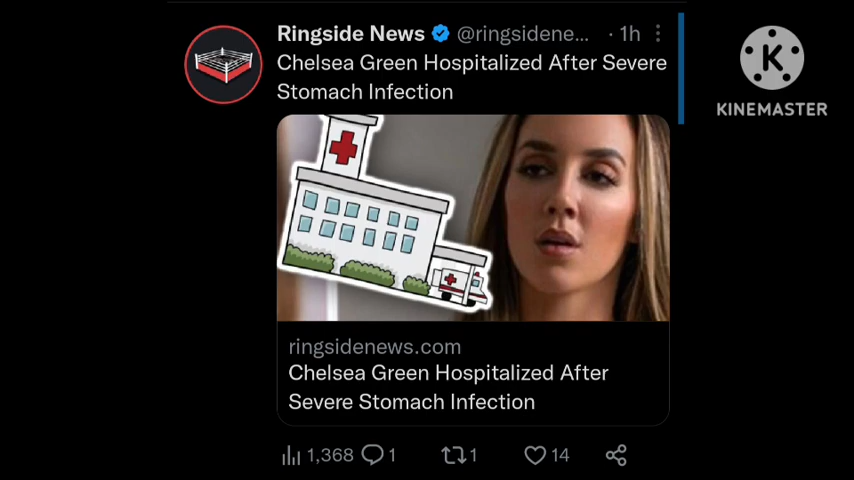 Ringside News @ringsidene... · 1h
Chelsea Green Hospitalized After Severe
Stomach Infection
K
KINEMASTER
ringsidenews.com
Chelsea Green Hospitalized After
Severe Stomach Infection
1,368 1 1 14